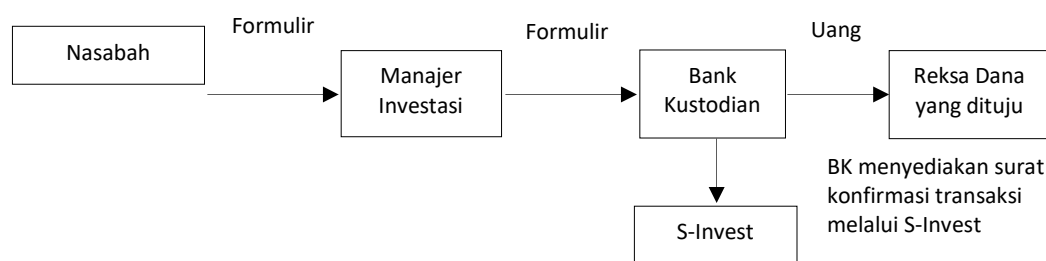 Formulir
Formulir
Uang
Nasabah
Manajer
Investasi
Bank
Kustodian
Reksa Dana
yang dituju
BK menyediakan surat
konfirmasi transaksi
melalui S-Invest
S-Invest